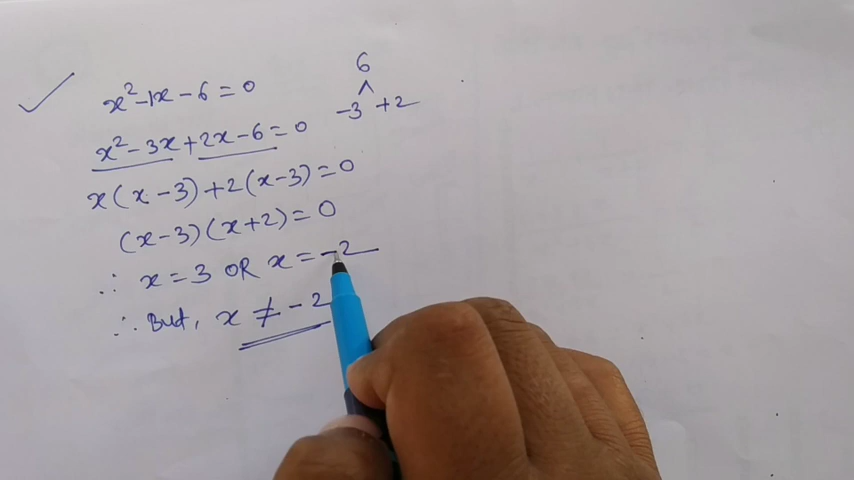 x² - 1x - 6 = 0
6
-3 +2
x² - 3x + 2x - 6 = 0
x(x - 3) + 2(x - 3) = 0
(x - 3)(x + 2) = 0
∴ x = 3 OR x = -2
∴ But, x ≠ -2